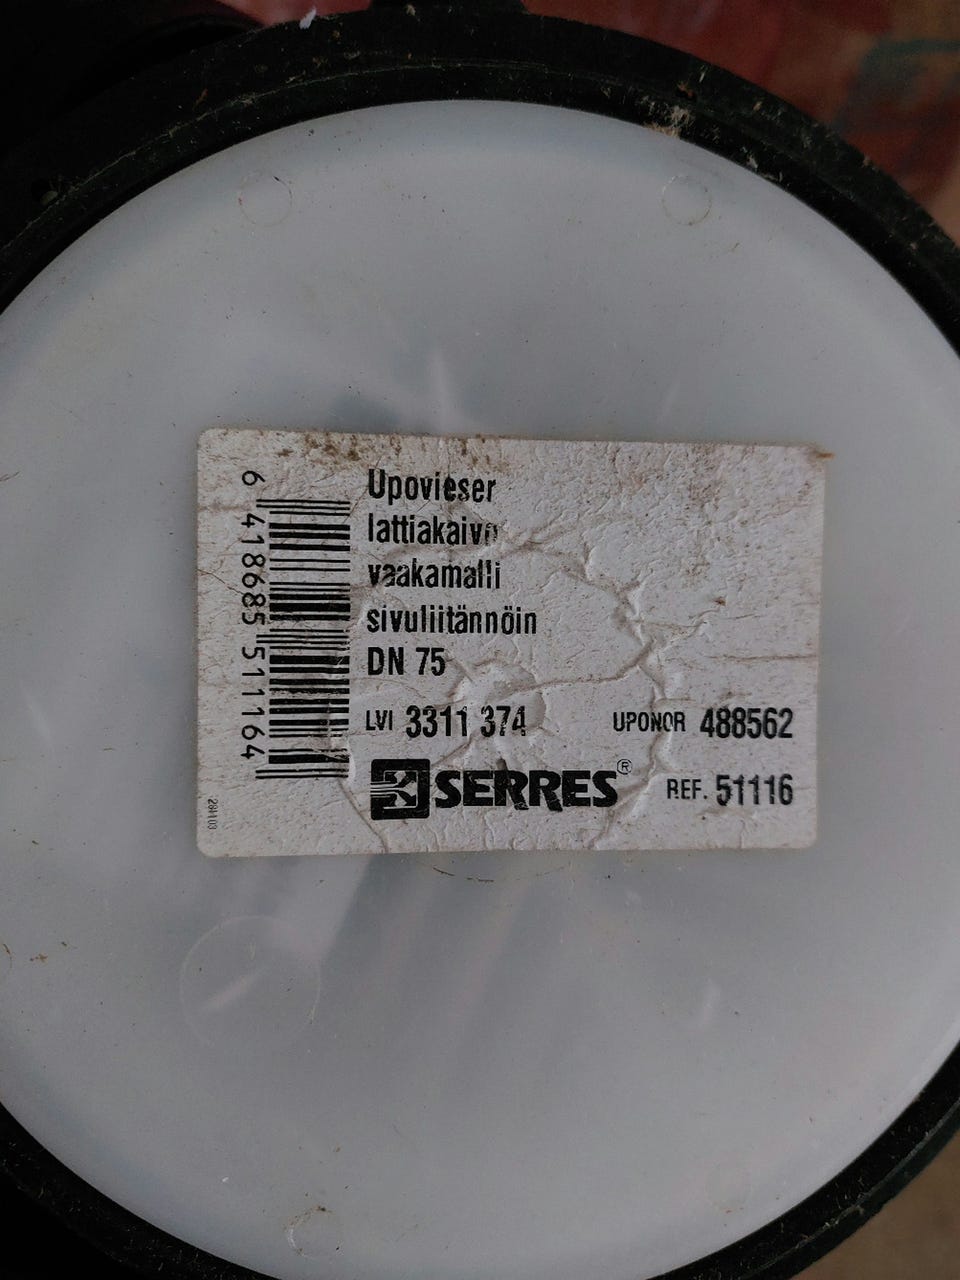 Upovieser
lattiakaivo
vaakamalli
sivuliitännöin
DN 75
LVI 3311 374 UPONOR 488562
SERRES® REF. 51116
6 418685 511164